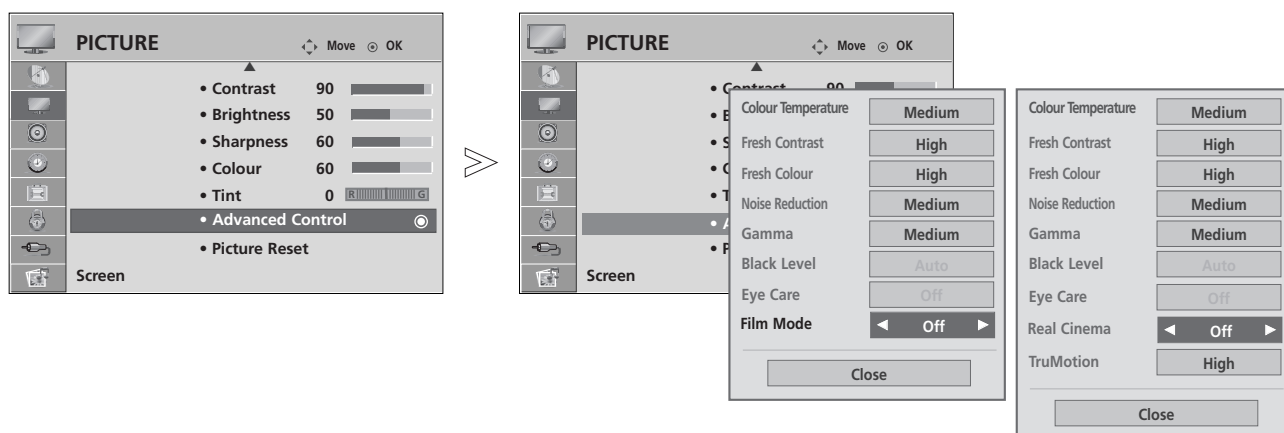 PICTURE
Move OK
• Contrast 90
• Brightness 50
• Sharpness 60
• Colour 60
• Tint 0 R G
• Advanced Control
• Picture Reset
Screen
PICTURE
Move OK
• Contrast 90
• B
• S
• C
• T
• A
• P
Screen
Colour Temperature Medium
Fresh Contrast High
Fresh Colour High
Noise Reduction Medium
Gamma Medium
Black Level Auto
Eye Care Off
Film Mode Off
Close
Colour Temperature Medium
Fresh Contrast High
Fresh Colour High
Noise Reduction Medium
Gamma Medium
Black Level Auto
Eye Care Off
Real Cinema Off
TruMotion High
Close